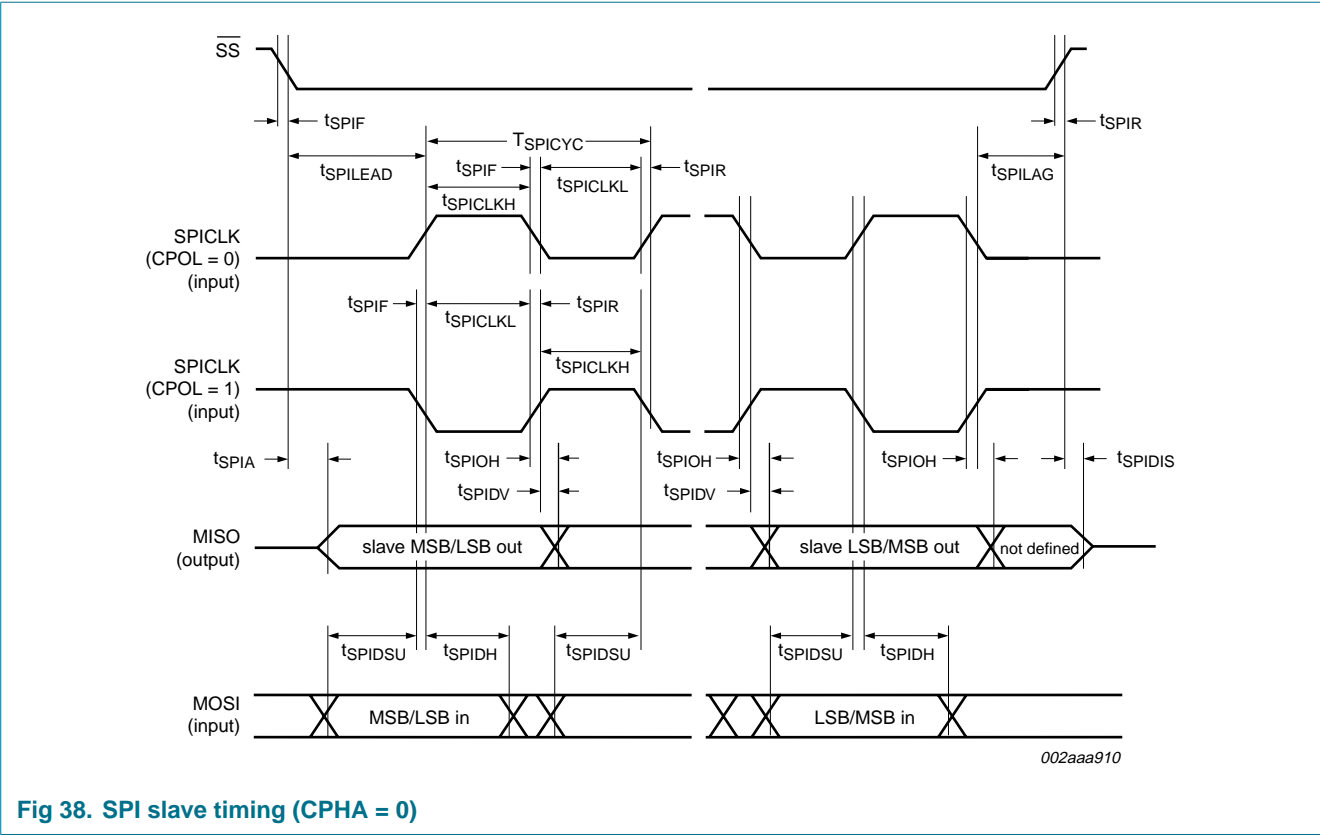 SS
tSPIF
tSPIR
TSPICYC
tSPIF
tSPIR
tSPILEAD
tSPICLKL
tSPILAG
tSPICLKH
SPICLK
(CPOL = 0)
(input)
tSPIF
tSPICLKL
tSPIR
SPICLK
(CPOL = 1)
(input)
tSPICLKH
tSPIA
tSPIOH
tSPIOH
tSPIOH
tSPIDIS
tSPIDV
tSPIDV
MISO
(output)
slave MSB/LSB out
slave LSB/MSB out
not defined
tSPIDSU
tSPIDH
tSPIDSU
tSPIDSU
tSPIDH
MOSI
(input)
MSB/LSB in
LSB/MSB in
002aaa910
Fig 38. SPI slave timing (CPHA = 0)